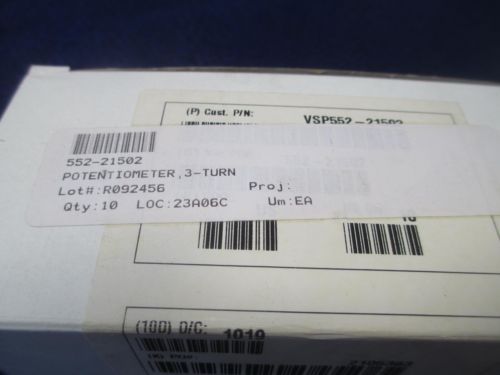 (P) Cust. P/N:
VSP552-21502
552-21502
POTENTIOMETER,3-TURN
Lot#:R092456 Proj:
Qty:10 LOC:23A06C Um:EA
10
(10D) D/C: 1019